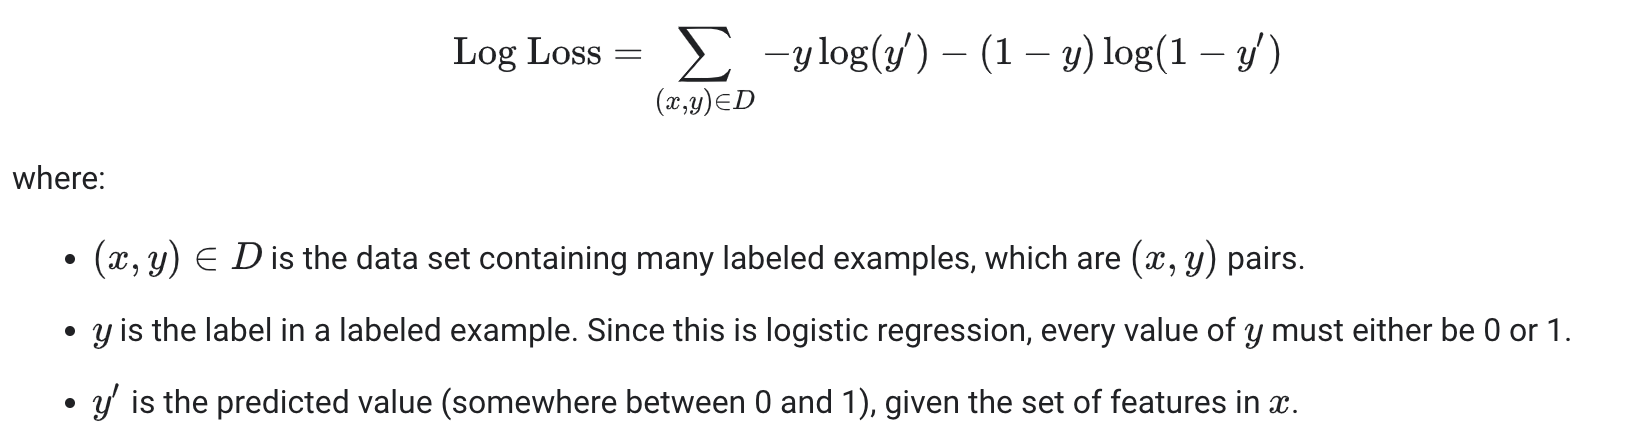 Log Loss = ∑ −y log(y′) − (1 − y) log(1 − y′)
(x,y)∈D
where:
• (x, y) ∈ D is the data set containing many labeled examples, which are (x, y) pairs.
• y is the label in a labeled example. Since this is logistic regression, every value of y must either be 0 or 1.
• y′ is the predicted value (somewhere between 0 and 1), given the set of features in x.